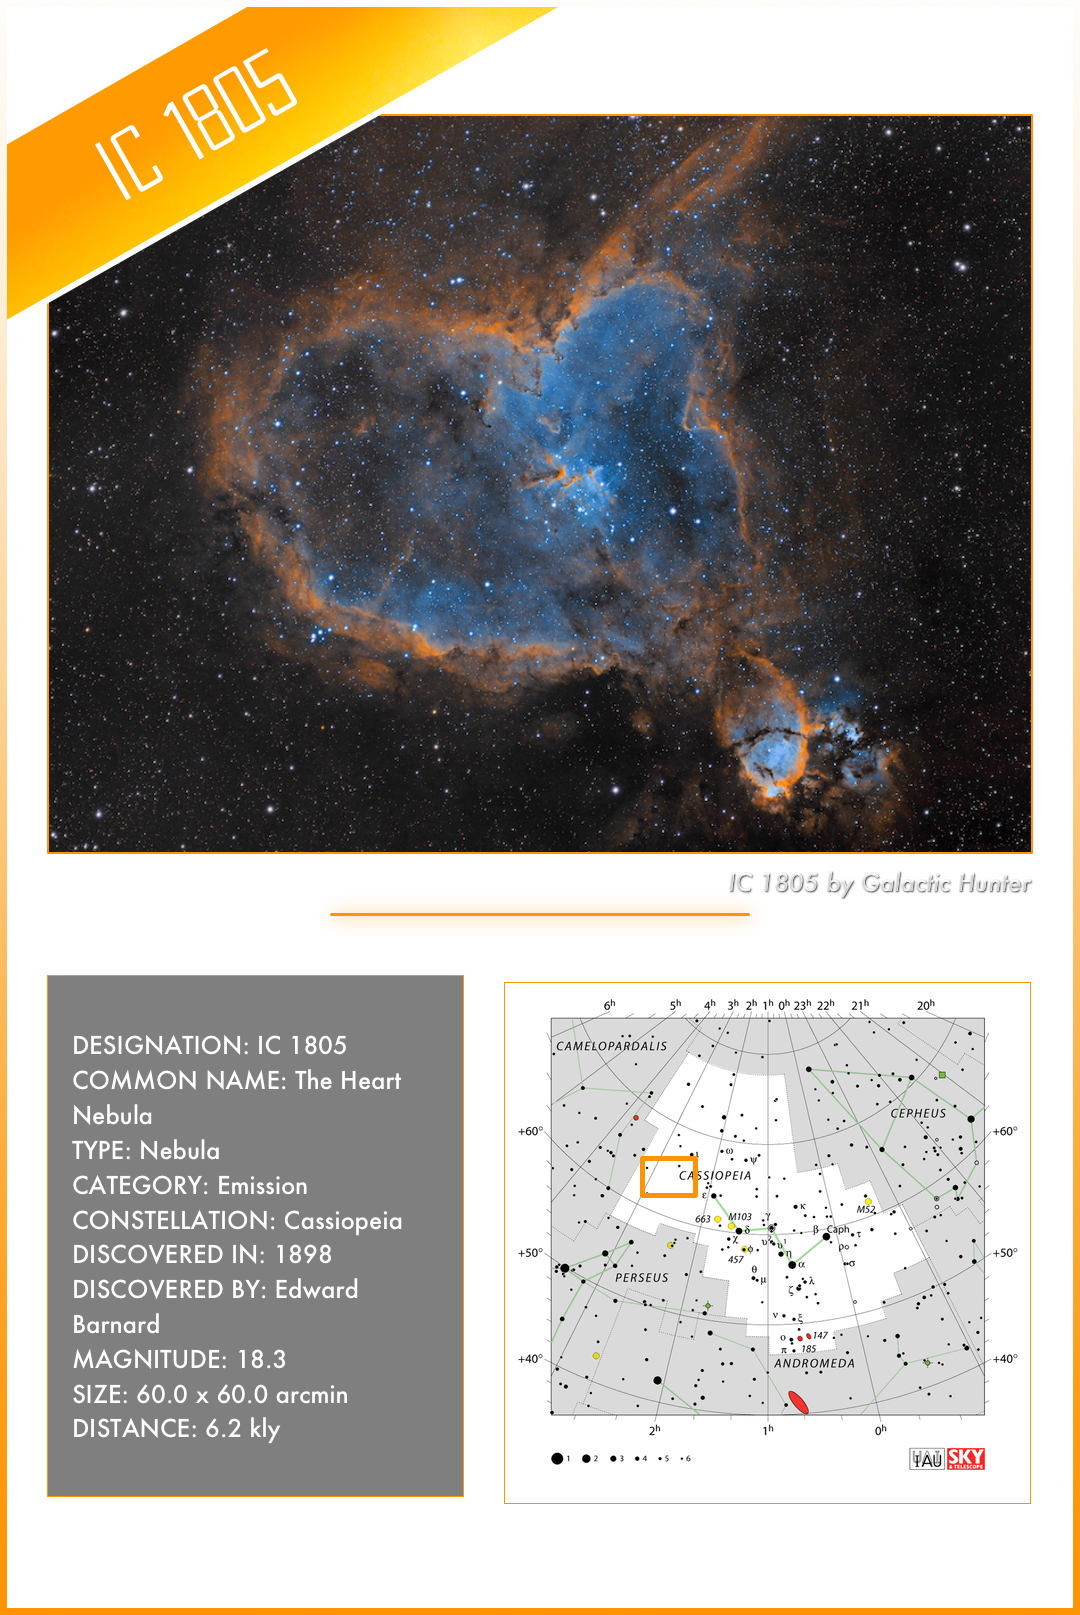 IC 1805
IC 1805 by Galactic Hunter
DESIGNATION: IC 1805
COMMON NAME: The Heart
Nebula
TYPE: Nebula
CATEGORY: Emission
CONSTELLATION: Cassiopeia
DISCOVERED IN: 1898
DISCOVERED BY: Edward
Barnard
MAGNITUDE: 18.3
SIZE: 60.0 x 60.0 arcmin
DISTANCE: 6.2 kly
6h 5h 4h 3h 2h 1h 0h 23h 22h 21h 20h
CAMELOPARDALIS
CEPHEUS
+60° +60°
ι ω ψ
CASSIOPEIA
ε κ
663 M103 γ M52
δ β Caph τ
χ υ² υ¹ ρ
457 φ η σ
+50° +50°
α
θ
PERSEUS μ λ
ζ
ν ξ
ο 147
π 185
+40° ANDROMEDA +40°
2h 1h 0h
1 2 3 4 5 6
IAU SKY
& TELESCOPE